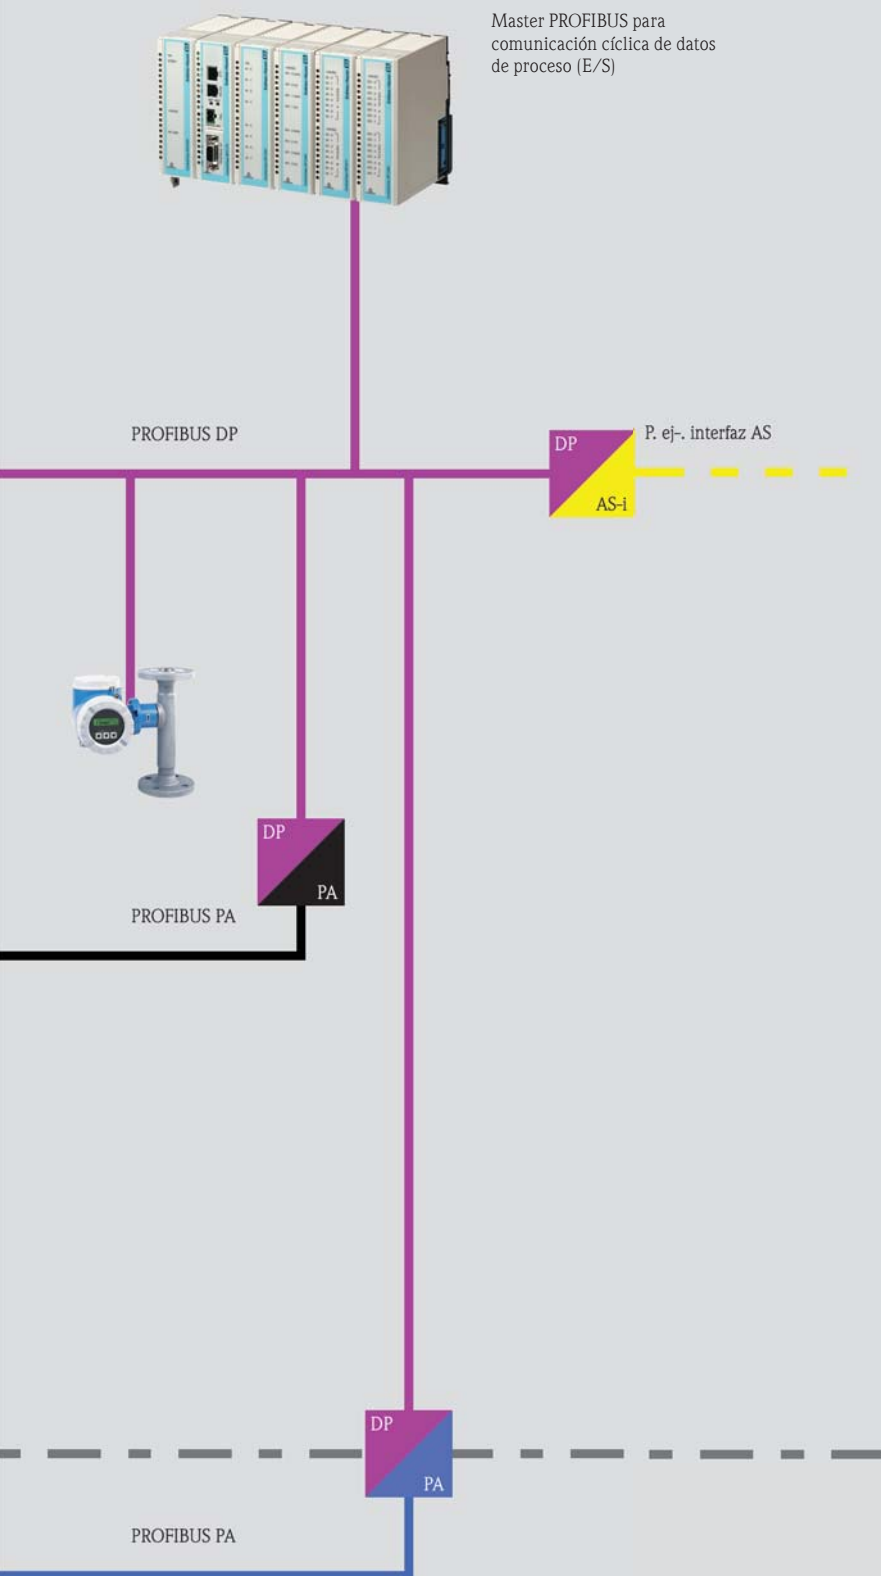 Master PROFIBUS para
comunicación cíclica de datos
de proceso (E/S)
PROFIBUS DP
DP
AS-i
P. ej-. interfaz AS
DP
PA
PROFIBUS PA
DP
PA
PROFIBUS PA